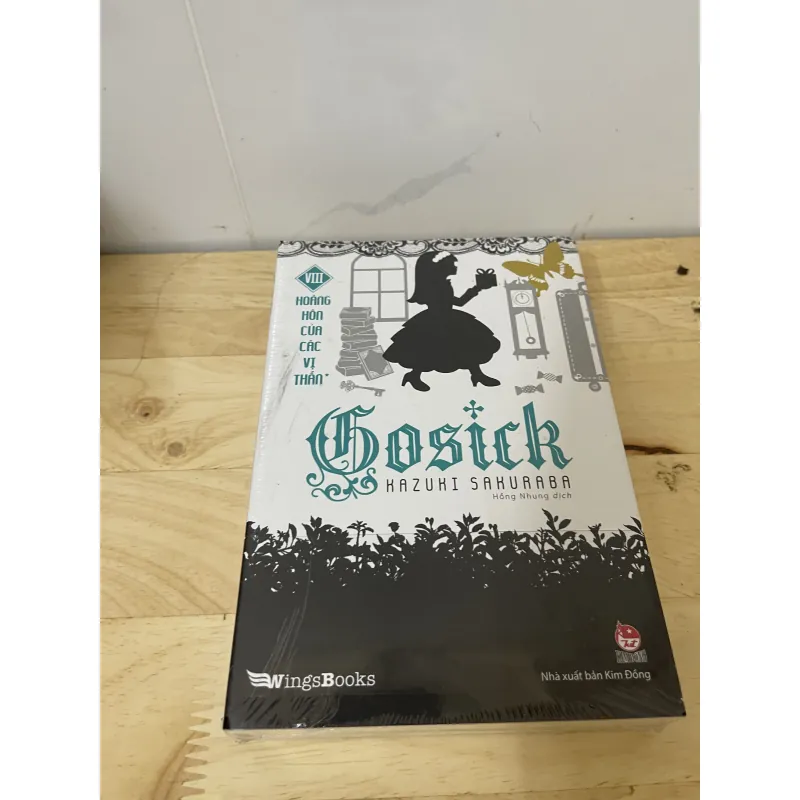 VIII
HOÀNG
HÔN
CỦA
CÁC
VỊ
THẦN*
Gosick
KAZUKI SAKURABA
Hồng Nhung dịch
WingsBooks
Nhà xuất bản Kim Đồng